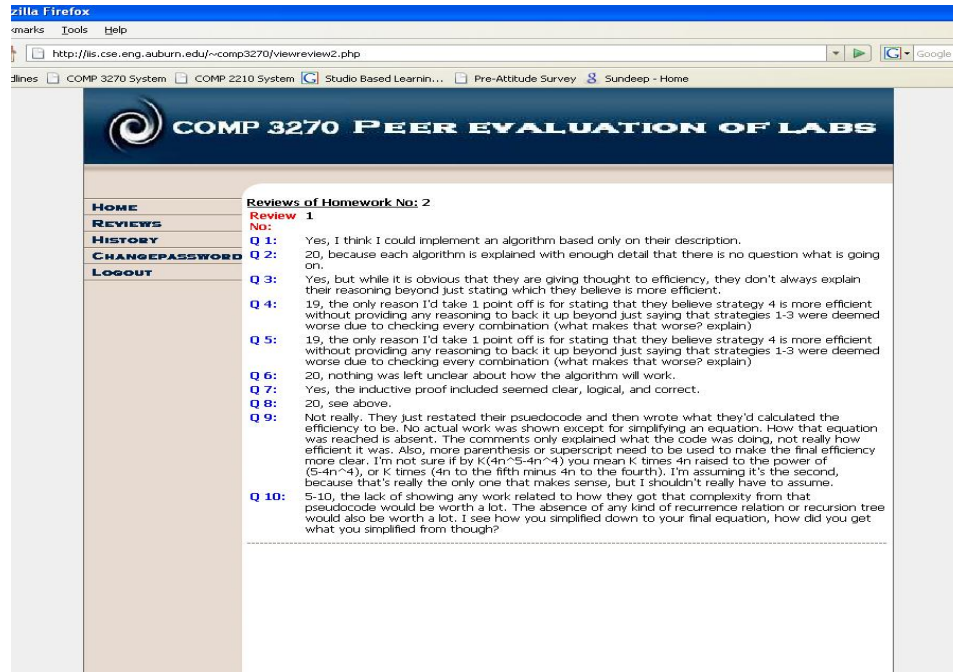 zilla Firefox
kmarks Tools Help
http://iis.cse.eng.auburn.edu/~comp3270/viewreview2.php
Google
dlines COMP 3270 System COMP 2210 System Studio Based Learnin... Pre-Attitude Survey Sundeep - Home
COMP 3270 PEER EVALUATION OF LABS
HOME
REVIEWS
HISTORY
CHANGEPASSWORD
LOGOUT
Reviews of Homework No: 2
Review 1
No:
Q 1: Yes, I think I could implement an algorithm based only on their description.
Q 2: 20, because each algorithm is explained with enough detail that there is no question what is going
on.
Q 3: Yes, but while it is obvious that they are giving thought to efficiency, they don't always explain
their reasoning beyond just stating which they believe is more efficient.
Q 4: 19, the only reason I'd take 1 point off is for stating that they believe strategy 4 is more efficient
without providing any reasoning to back it up beyond just saying that strategies 1-3 were deemed
worse due to checking every combination (what makes that worse? explain)
Q 5: 19, the only reason I'd take 1 point off is for stating that they believe strategy 4 is more efficient
without providing any reasoning to back it up beyond just saying that strategies 1-3 were deemed
worse due to checking every combination (what makes that worse? explain)
Q 6: 20, nothing was left unclear about how the algorithm will work.
Q 7: Yes, the inductive proof included seemed clear, logical, and correct.
Q 8: 20, see above.
Q 9: Not really. They just restated their psuedocode and then wrote what they'd calculated the
efficiency to be. No actual work was shown except for simplifying an equation. How that equation
was reached is absent. The comments only explained what the code was doing, not really how
efficient it was. Also, more parenthesis or superscript need to be used to make the final efficiency
more clear. I'm not sure if by K(4n^5-4n^4) you mean K times 4n raised to the power of
(5-4n^4), or K times (4n to the fifth minus 4n to the fourth). I'm assuming it's the second,
because that's really the only one that makes sense, but I shouldn't really have to assume.
Q 10: 5-10, the lack of showing any work related to how they got that complexity from that
pseudocode would be worth a lot. The absence of any kind of recurrence relation or recursion tree
would also be worth a lot. I see how you simplified down to your final equation, how did you get
what you simplified from though?